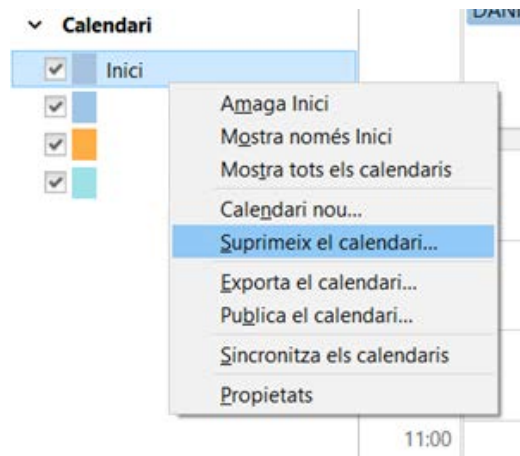 Calendari
Inici
Amaga Inici
Mostra només Inici
Mostra tots els calendaris
Calendari nou...
Suprimeix el calendari...
Exporta el calendari...
Publica el calendari...
Sincronitza els calendaris
Propietats
11:00